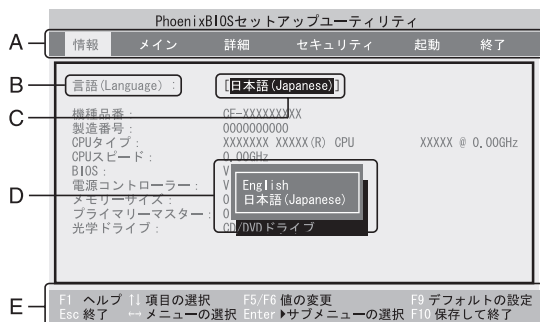 PhoenixBIOSセットアップユーティリティ
A 情報 メイン 詳細 セキュリティ 起動 終了
B 言語(Language) : [日本語(Japanese)]
C
機種品番 : CF-XXXXXXXXX
製造番号 : 0000000000
CPUタイプ : XXXXXXX XXXXX(R) CPU XXXXX @ 0.00GHz
CPUスピード : 0.00GHz
BIOS : V
電源コントローラー : V
メモリーサイズ : 0
プライマリーマスター : 0
光学ドライブ : CD/DVDドライブ
D
English
日本語(Japanese)
E F1 ヘルプ ↑↓ 項目の選択 F5/F6 値の変更 F9 デフォルトの設定
Esc 終了 ←→ メニューの選択 Enter ▶サブメニューの選択 F10 保存して終了